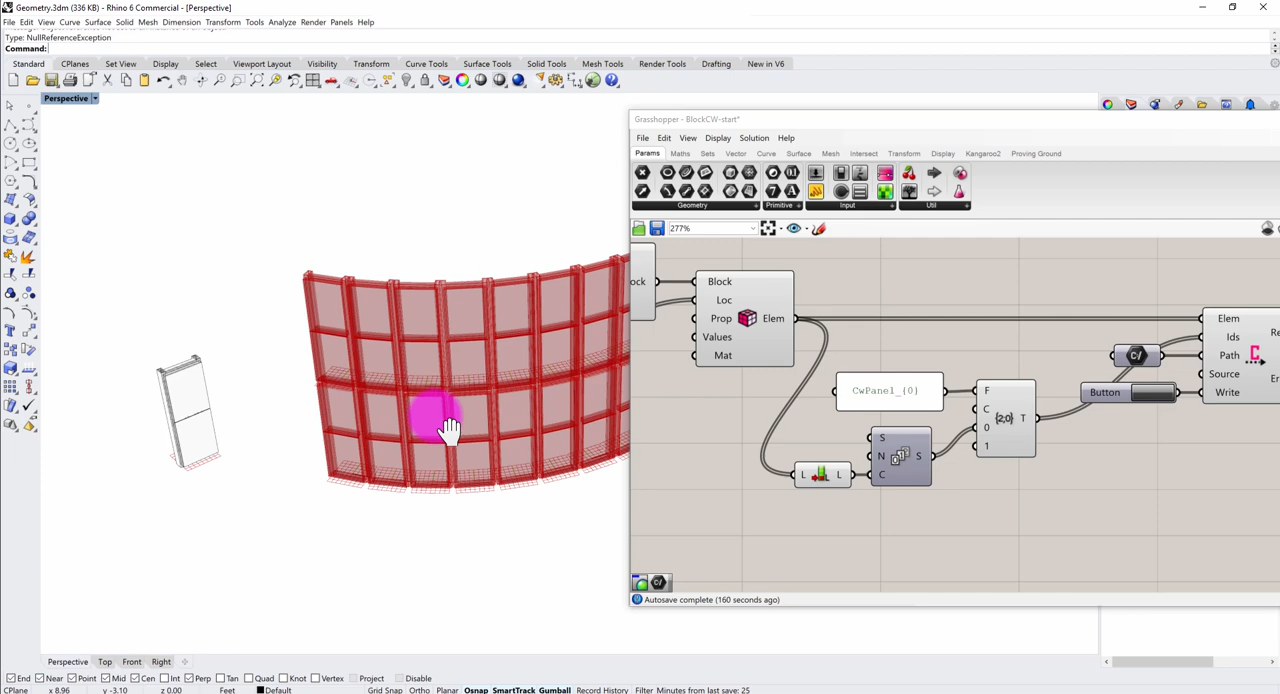 Geometry.3dm (336 KB) - Rhino 6 Commercial - [Perspective]
File Edit View Curve Surface Solid Mesh Dimension Transform Tools Analyze Render Panels Help
Type: NullReferenceException
Command:
Standard CPlanes Set View Display Select Viewport Layout Visibility Transform Curve Tools Surface Tools Solid Tools Mesh Tools Render Tools Drafting New in V6
Perspective
Grasshopper - BlockCW-start*
File Edit View Display Solution Help
Params Maths Sets Vector Curve Surface Mesh Intersect Transform Display Kangaroo2 Proving Ground
Geometry Primitive Input Util
277%
ock
Block
Loc
Prop Elem
Values
Mat
CwPanel_{0}
F
C
0
1
{2;0} T
S
N S
C
L L
C/
Button
Elem
Ids
Path
Source
Write
Re
Er
Autosave complete (160 seconds ago)
Perspective Top Front Right
End Near Point Mid Cen Int Perp Tan Quad Knot Vertex Project Disable
CPlane x 8.96 y -3.10 z 0.00 Feet Default Grid Snap Ortho Planar Osnap SmartTrack Gumball Record History Filter Minutes from last save: 25